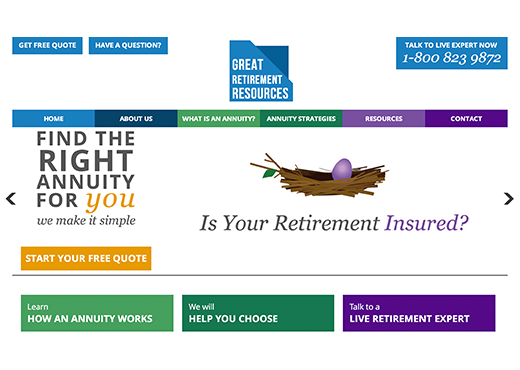 GET FREE QUOTE
HAVE A QUESTION?
GREAT
RETIREMENT
RESOURCES
TALK TO LIVE EXPERT NOW
1-800 823 9872
HOME
ABOUT US
WHAT IS AN ANNUITY?
ANNUITY STRATEGIES
RESOURCES
CONTACT
FIND THE
RIGHT
ANNUITY
FOR you
we make it simple
Is Your Retirement Insured?
START YOUR FREE QUOTE
Learn
HOW AN ANNUITY WORKS
We will
HELP YOU CHOOSE
Talk to a
LIVE RETIREMENT EXPERT